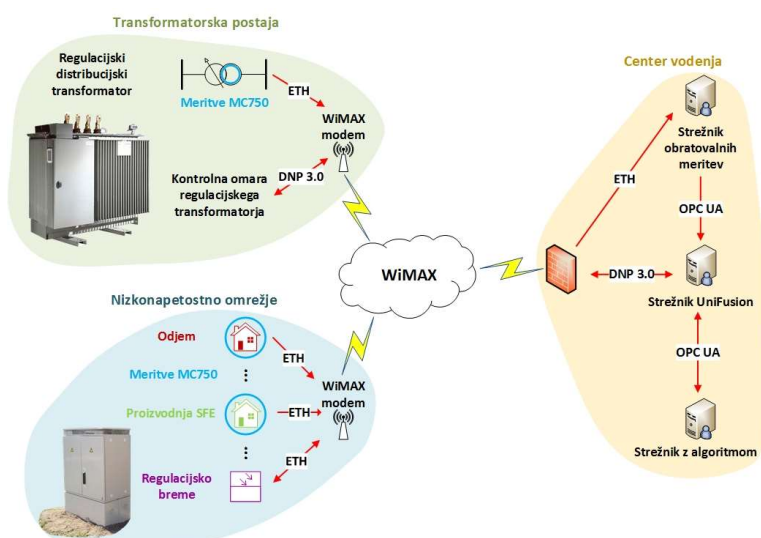 Transformatorska postaja
Regulacijski
distribucijski
transformator
Meritve MC750
ETH
WiMAX
modem
DNP 3.0
Kontrolna omara
regulacijskega
transformatorja
Nizkonapetostno omrežje
Odjem
ETH
Meritve MC750
WiMAX
modem
Proizvodnja SFE
ETH
ETH
Regulacijsko
breme
WiMAX
Center vodenja
Strežnik
obratovalnih
meritev
ETH
OPC UA
DNP 3.0
Strežnik UniFusion
OPC UA
Strežnik z algoritmom